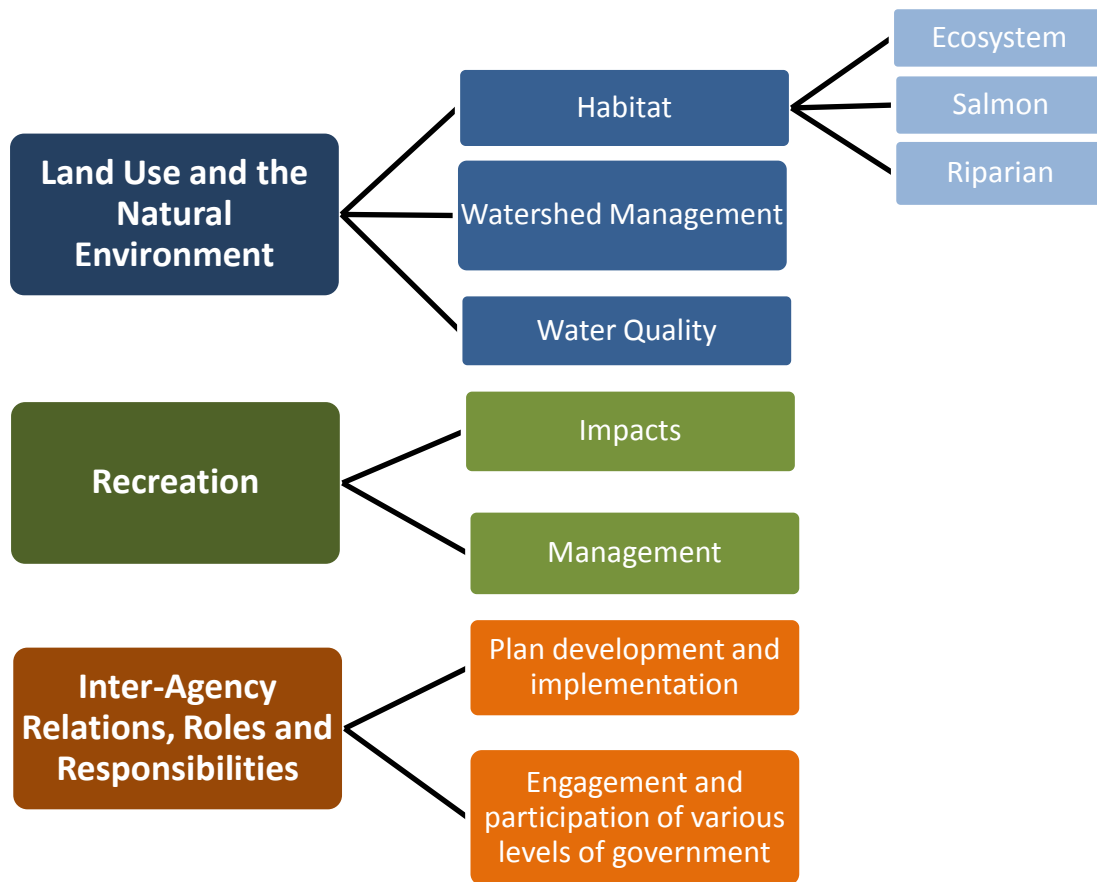 Land Use and the
Natural
Environment
Habitat
Ecosystem
Salmon
Riparian
Watershed Management
Water Quality
Recreation
Impacts
Management
Inter-Agency
Relations, Roles and
Responsibilities
Plan development and
implementation
Engagement and
participation of various
levels of government